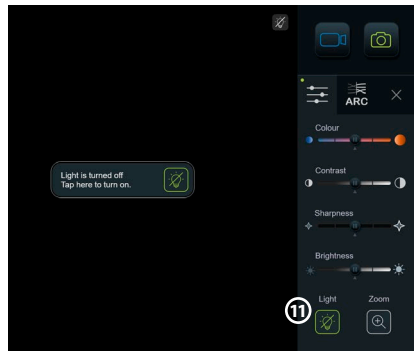 ARC
Colour
Light is turned off
Tap here to turn on.
Contrast
Sharpness
Brightness
Light Zoom
11